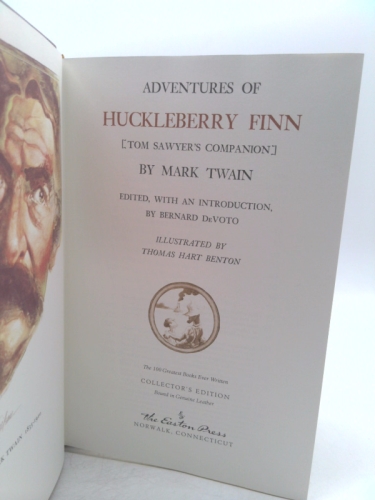 ADVENTURES OF
HUCKLEBERRY FINN
[TOM SAWYER'S COMPANION]
BY MARK TWAIN
EDITED, WITH AN INTRODUCTION,
BY BERNARD DeVOTO
ILLUSTRATED BY
THOMAS HART BENTON
The 100 Greatest Books Ever Written
COLLECTOR'S EDITION
Bound in Genuine Leather
The Easton Press
NORWALK, CONNECTICUT
TWAIN,